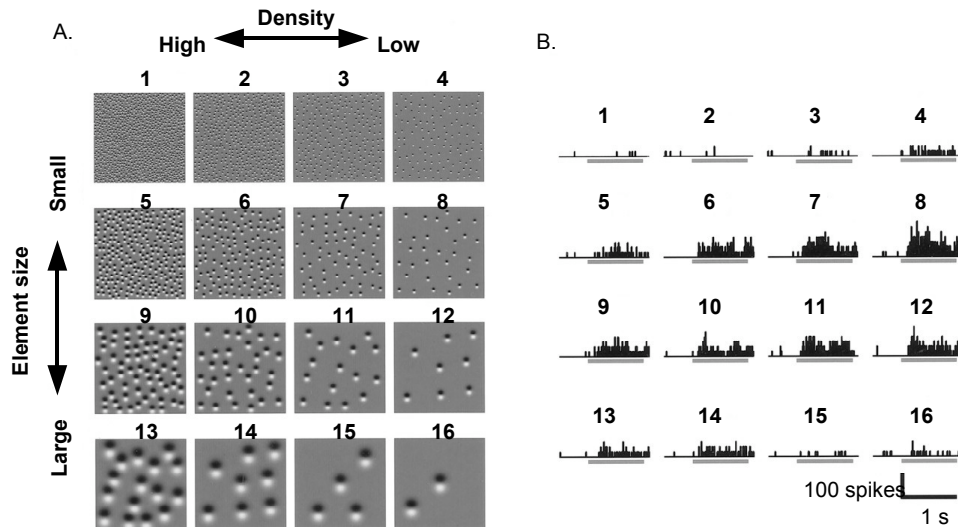 A.
Density
High
Low
1 2 3 4
5 6 7 8
9 10 11 12
13 14 15 16
Small
Element size
Large
B.
1 2 3 4
5 6 7 8
9 10 11 12
13 14 15 16
100 spikes
1 s